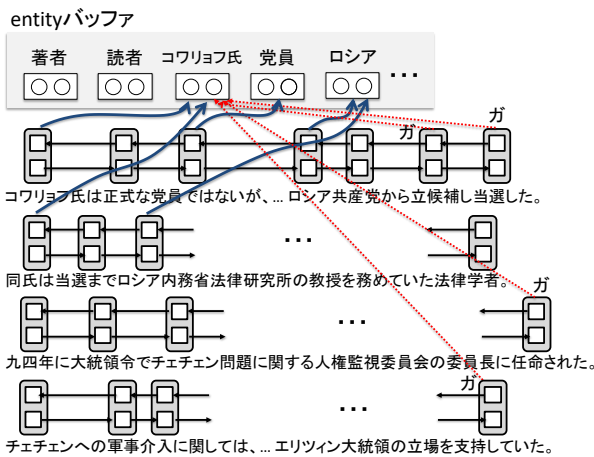 entityバッファ
著者 読者 コワリョフ氏 党員 ロシア …
ガ
ガ
コワリョフ氏は正式な党員ではないが、... ロシア共産党から立候補し当選した。
...
同氏は当選までロシア内務省法律研究所の教授を務めていた法律学者。
ガ
...
九四年に大統領令でチェチェン問題に関する人権監視委員会の委員長に任命された。
ガ
...
チェチェンへの軍事介入に関しては、... エリツィン大統領の立場を支持していた。